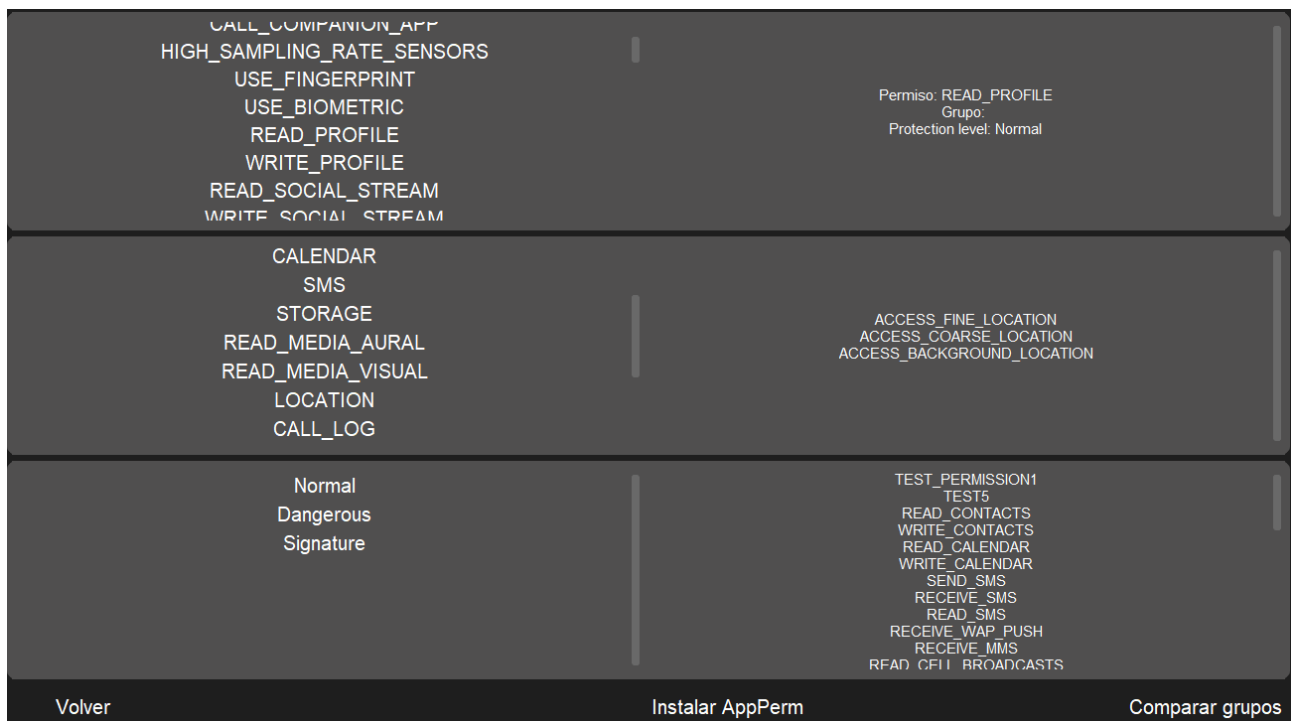 CALL_COMPANION_APP
HIGH_SAMPLING_RATE_SENSORS
USE_FINGERPRINT
USE_BIOMETRIC
READ_PROFILE
WRITE_PROFILE
READ_SOCIAL_STREAM
WRITE_SOCIAL_STREAM
Permiso: READ_PROFILE
Grupo:
Protection level: Normal
CALENDAR
SMS
STORAGE
READ_MEDIA_AURAL
READ_MEDIA_VISUAL
LOCATION
CALL_LOG
ACCESS_FINE_LOCATION
ACCESS_COARSE_LOCATION
ACCESS_BACKGROUND_LOCATION
Normal
Dangerous
Signature
TEST_PERMISSION1
TEST5
READ_CONTACTS
WRITE_CONTACTS
READ_CALENDAR
WRITE_CALENDAR
SEND_SMS
RECEIVE_SMS
READ_SMS
RECEIVE_WAP_PUSH
RECEIVE_MMS
READ_CELL_BROADCASTS
Volver
Instalar AppPerm
Comparar grupos